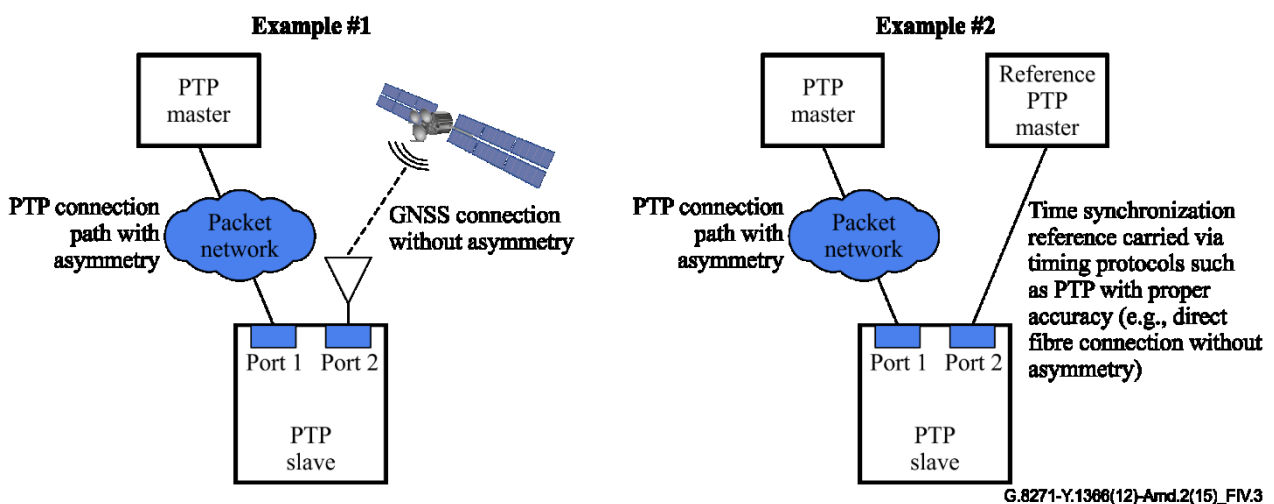 Example #1
PTP
master
PTP connection
path with
asymmetry
Packet
network
GNSS connection
without asymmetry
Port 1
Port 2
PTP
slave
Example #2
PTP
master
Reference
PTP
master
PTP connection
path with
asymmetry
Packet
network
Time synchronization
reference carried via
timing protocols such
as PTP with proper
accuracy (e.g., direct
fibre connection without
asymmetry)
Port 1
Port 2
PTP
slave
G.8271-Y.1366(12)-Amd.2(15)_FIV.3